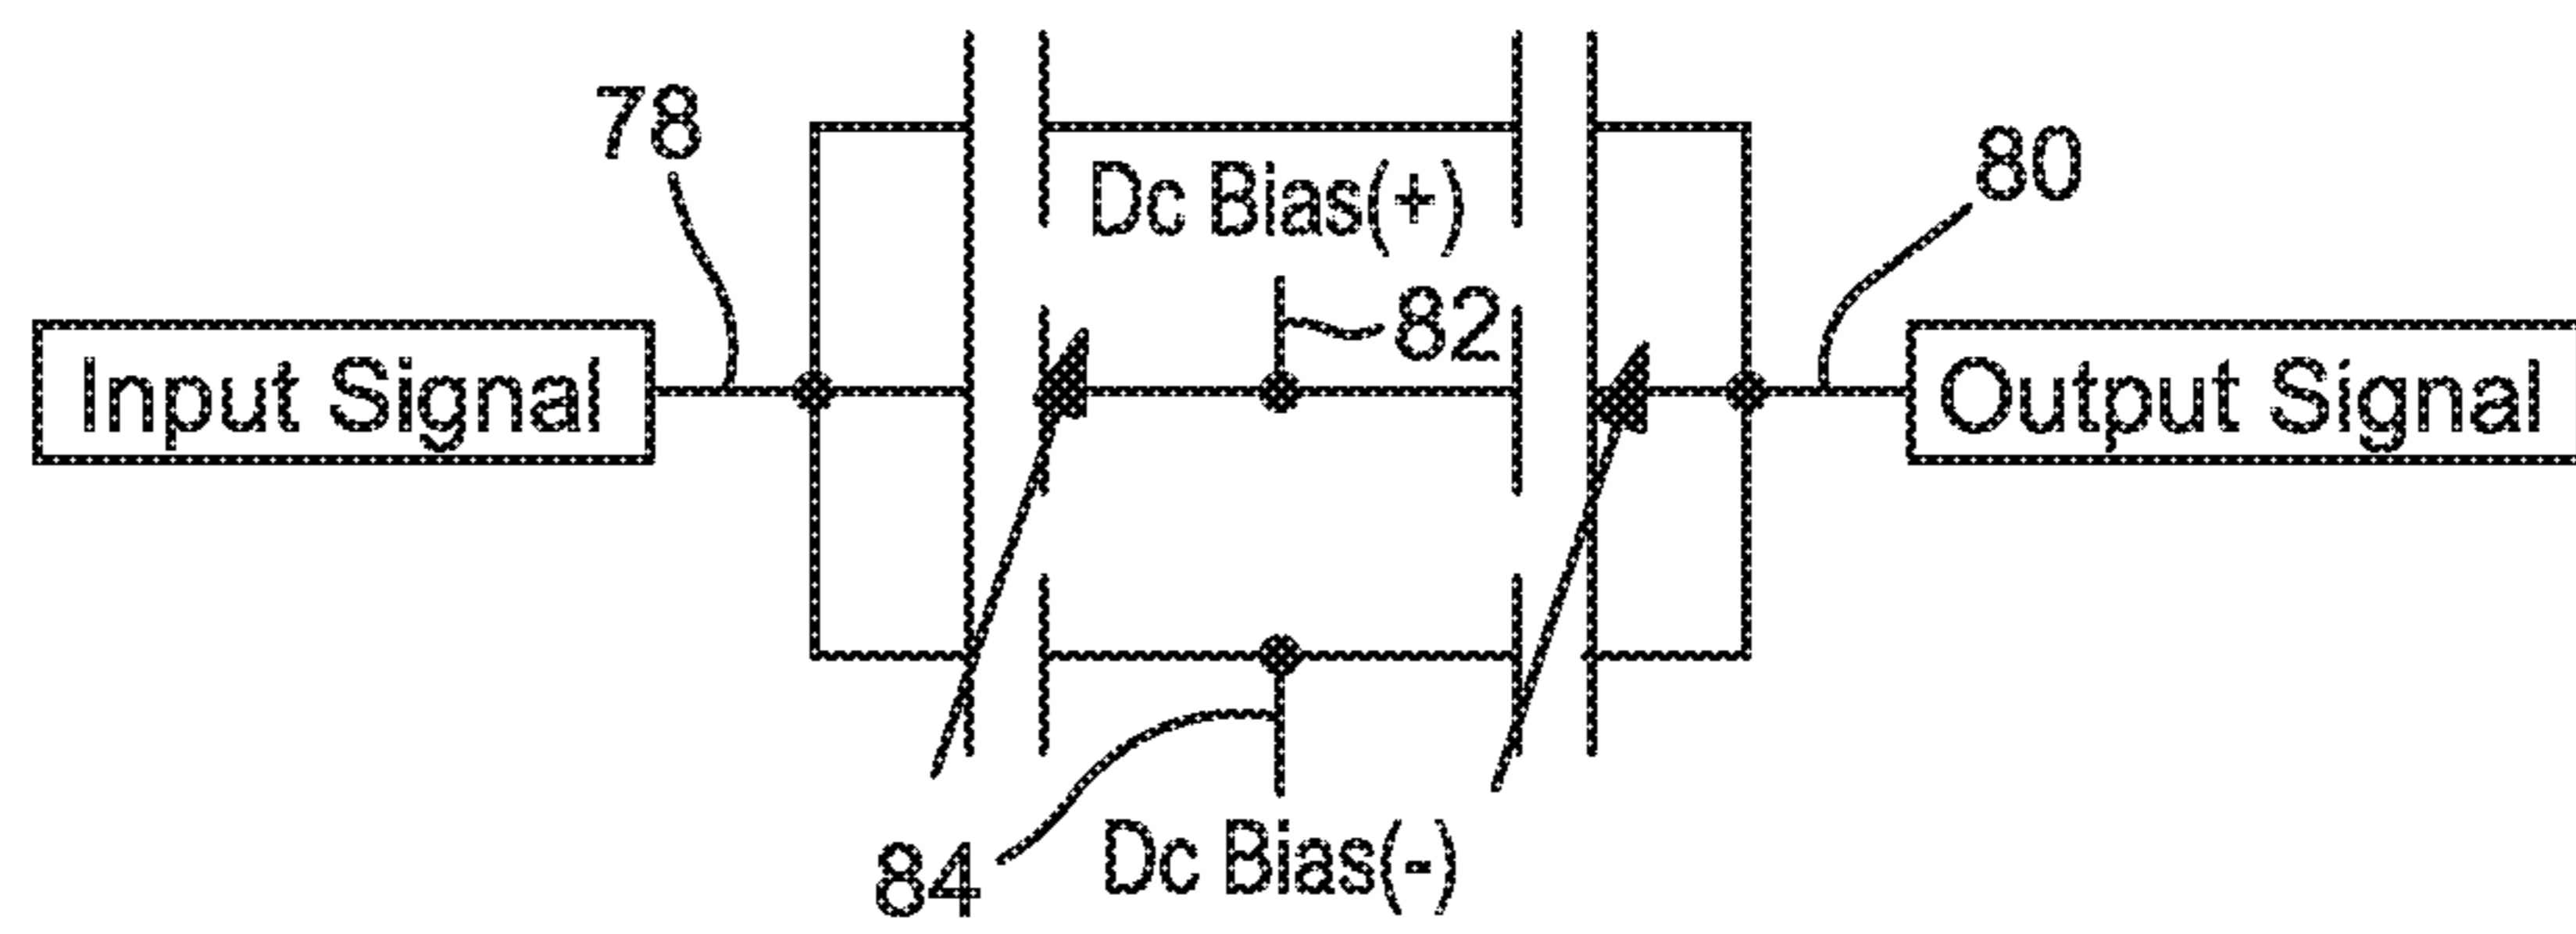 78
80
Dc Bias(+)
82
Input Signal
Output Signal
84
Dc Bias(-)